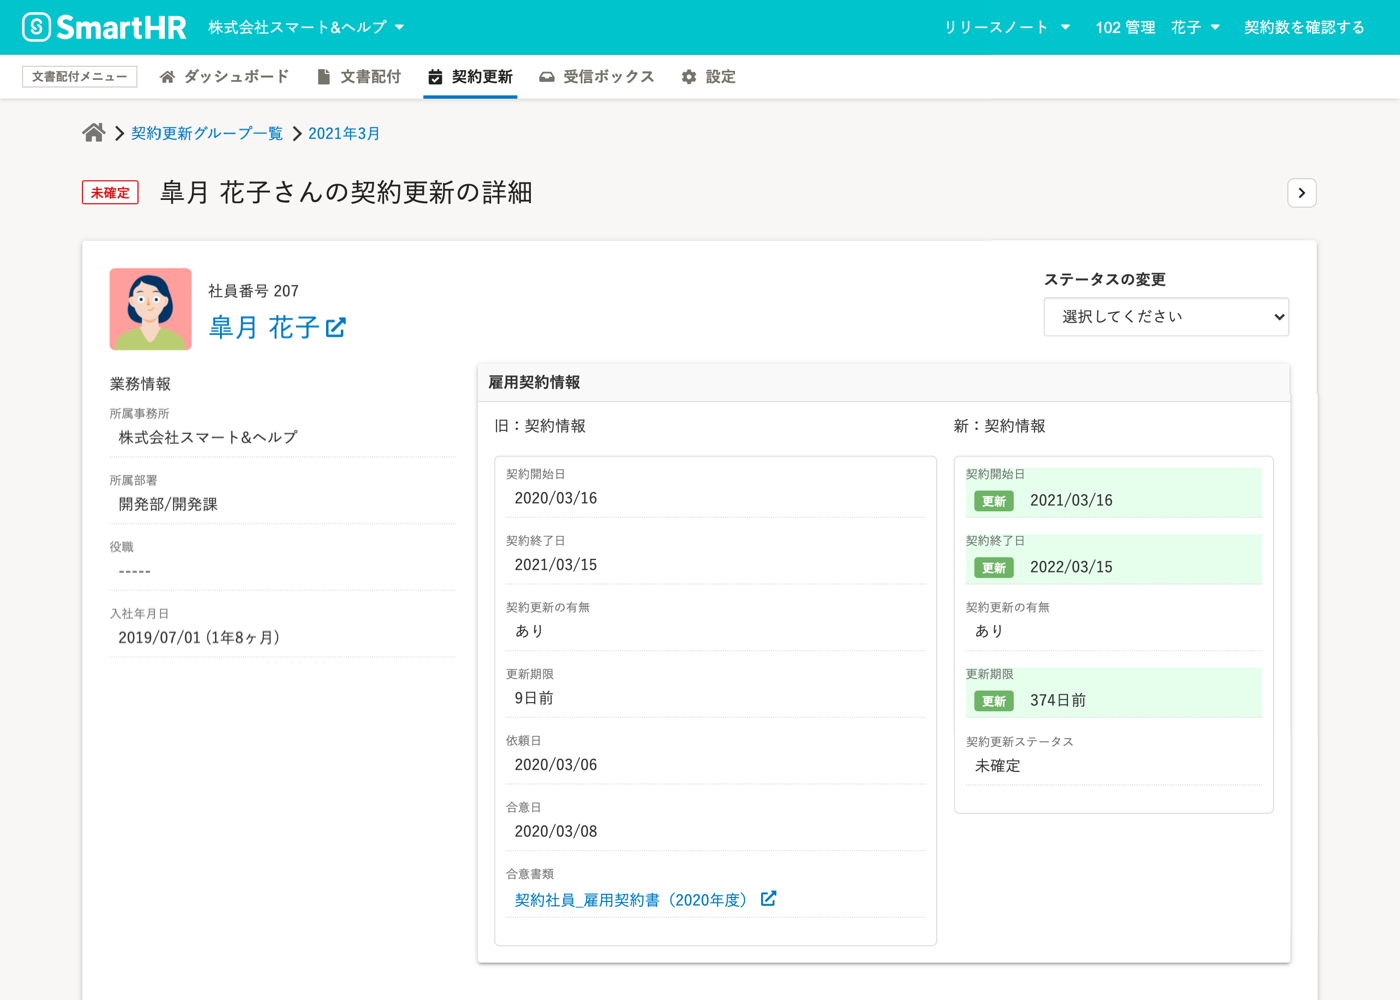 SmartHR
株式会社スマート&ヘルプ
リリースノート
102 管理 花子
契約数を確認する
文書配付メニュー
ダッシュボード
文書配付
契約更新
受信ボックス
設定
契約更新グループ一覧
2021年3月
未確定
皐月 花子さんの契約更新の詳細
社員番号 207
皐月 花子
ステータスの変更
選択してください
業務情報
所属事務所
株式会社スマート&ヘルプ
所属部署
開発部/開発課
役職
-----
入社年月日
2019/07/01 (1年8ヶ月)
雇用契約情報
旧：契約情報
契約開始日
2020/03/16
契約終了日
2021/03/15
契約更新の有無
あり
更新期限
9日前
依頼日
2020/03/06
合意日
2020/03/08
合意書類
契約社員_雇用契約書（2020年度）
新：契約情報
契約開始日
更新 2021/03/16
契約終了日
更新 2022/03/15
契約更新の有無
あり
更新期限
更新 374日前
契約更新ステータス
未確定